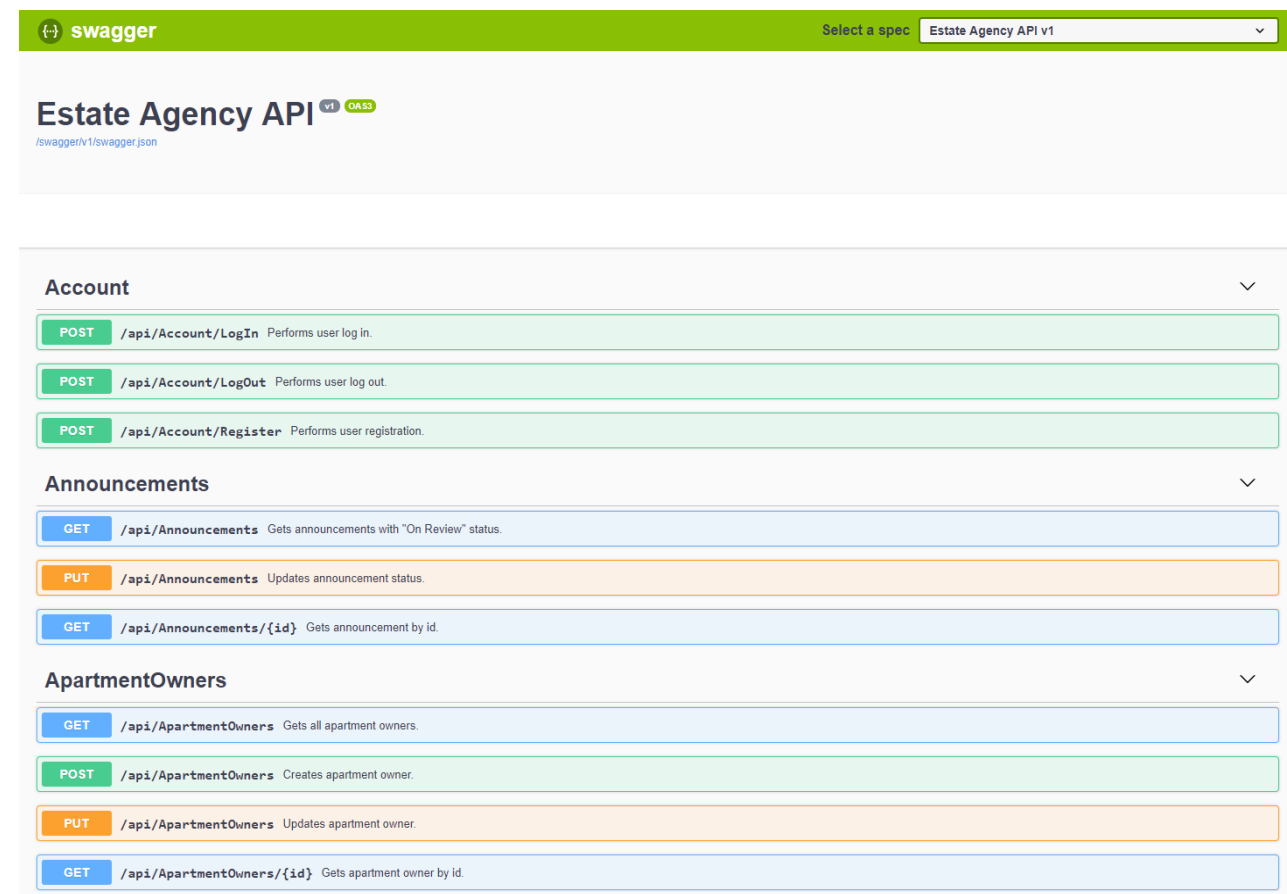 {··} swagger
Select a spec
Estate Agency API v1
Estate Agency API v1 OAS3
/swagger/v1/swagger.json
Account
POST /api/Account/LogIn Performs user log in.
POST /api/Account/LogOut Performs user log out.
POST /api/Account/Register Performs user registration.
Announcements
GET /api/Announcements Gets announcements with "On Review" status.
PUT /api/Announcements Updates announcement status.
GET /api/Announcements/{id} Gets announcement by id.
ApartmentOwners
GET /api/ApartmentOwners Gets all apartment owners.
POST /api/ApartmentOwners Creates apartment owner.
PUT /api/ApartmentOwners Updates apartment owner.
GET /api/ApartmentOwners/{id} Gets apartment owner by id.